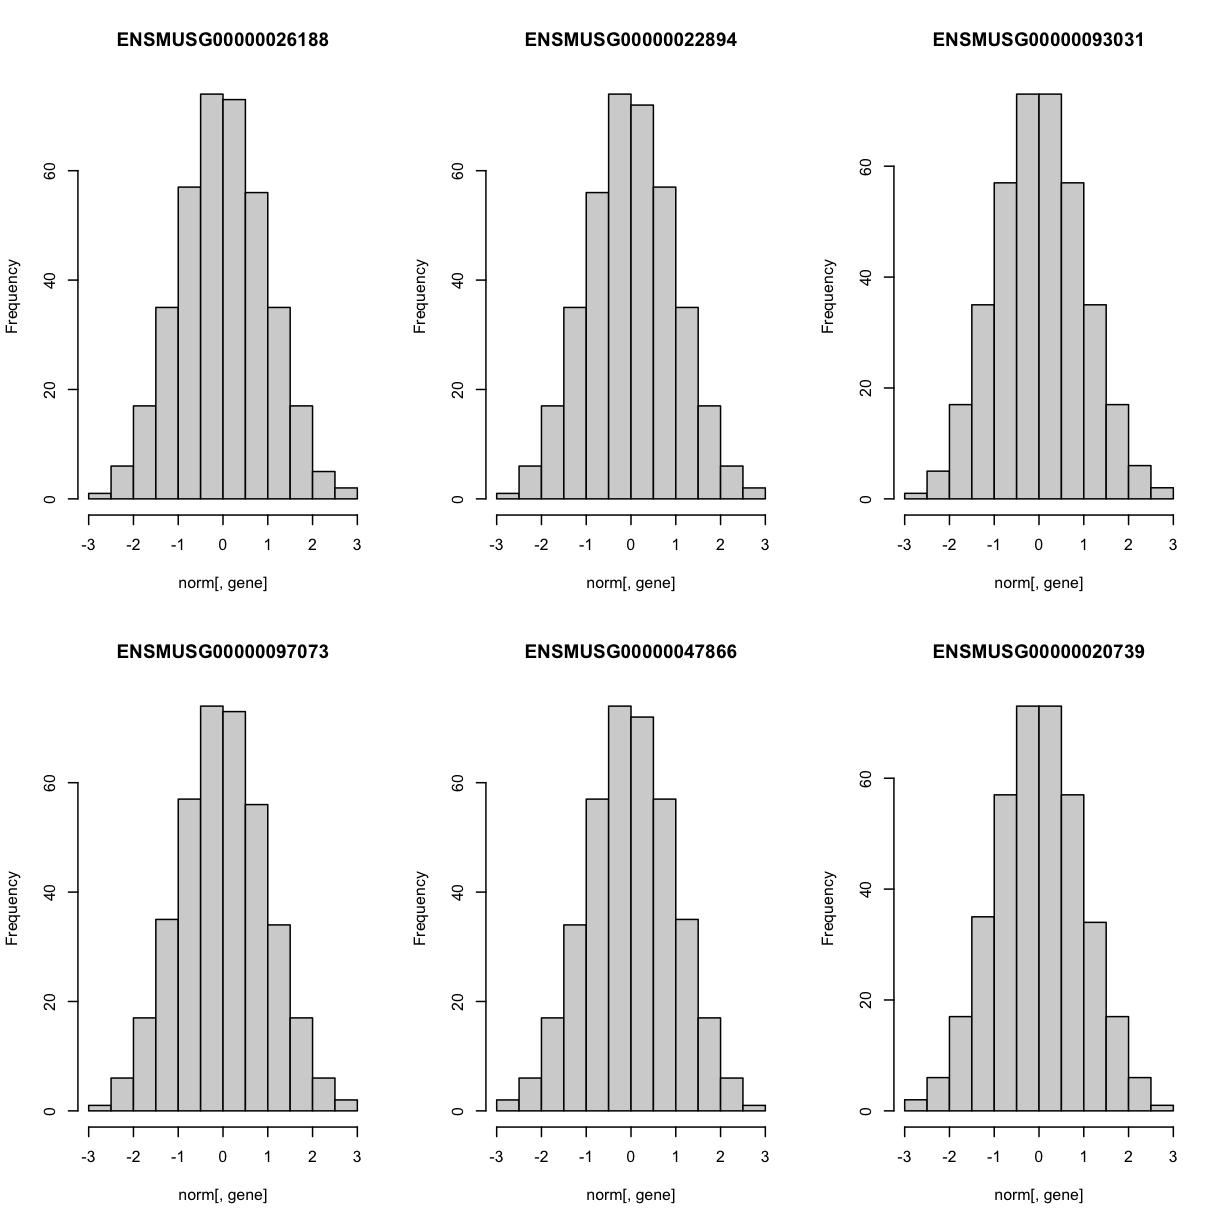 ENSMUSG00000026188
Frequency
60
40
20
0
-3 -2 -1 0 1 2 3
norm[, gene]
ENSMUSG00000022894
Frequency
60
40
20
0
-3 -2 -1 0 1 2 3
norm[, gene]
ENSMUSG00000093031
Frequency
60
40
20
0
-3 -2 -1 0 1 2 3
norm[, gene]
ENSMUSG00000097073
Frequency
60
40
20
0
-3 -2 -1 0 1 2 3
norm[, gene]
ENSMUSG00000047866
Frequency
60
40
20
0
-3 -2 -1 0 1 2 3
norm[, gene]
ENSMUSG00000020739
Frequency
60
40
20
0
-3 -2 -1 0 1 2 3
norm[, gene]